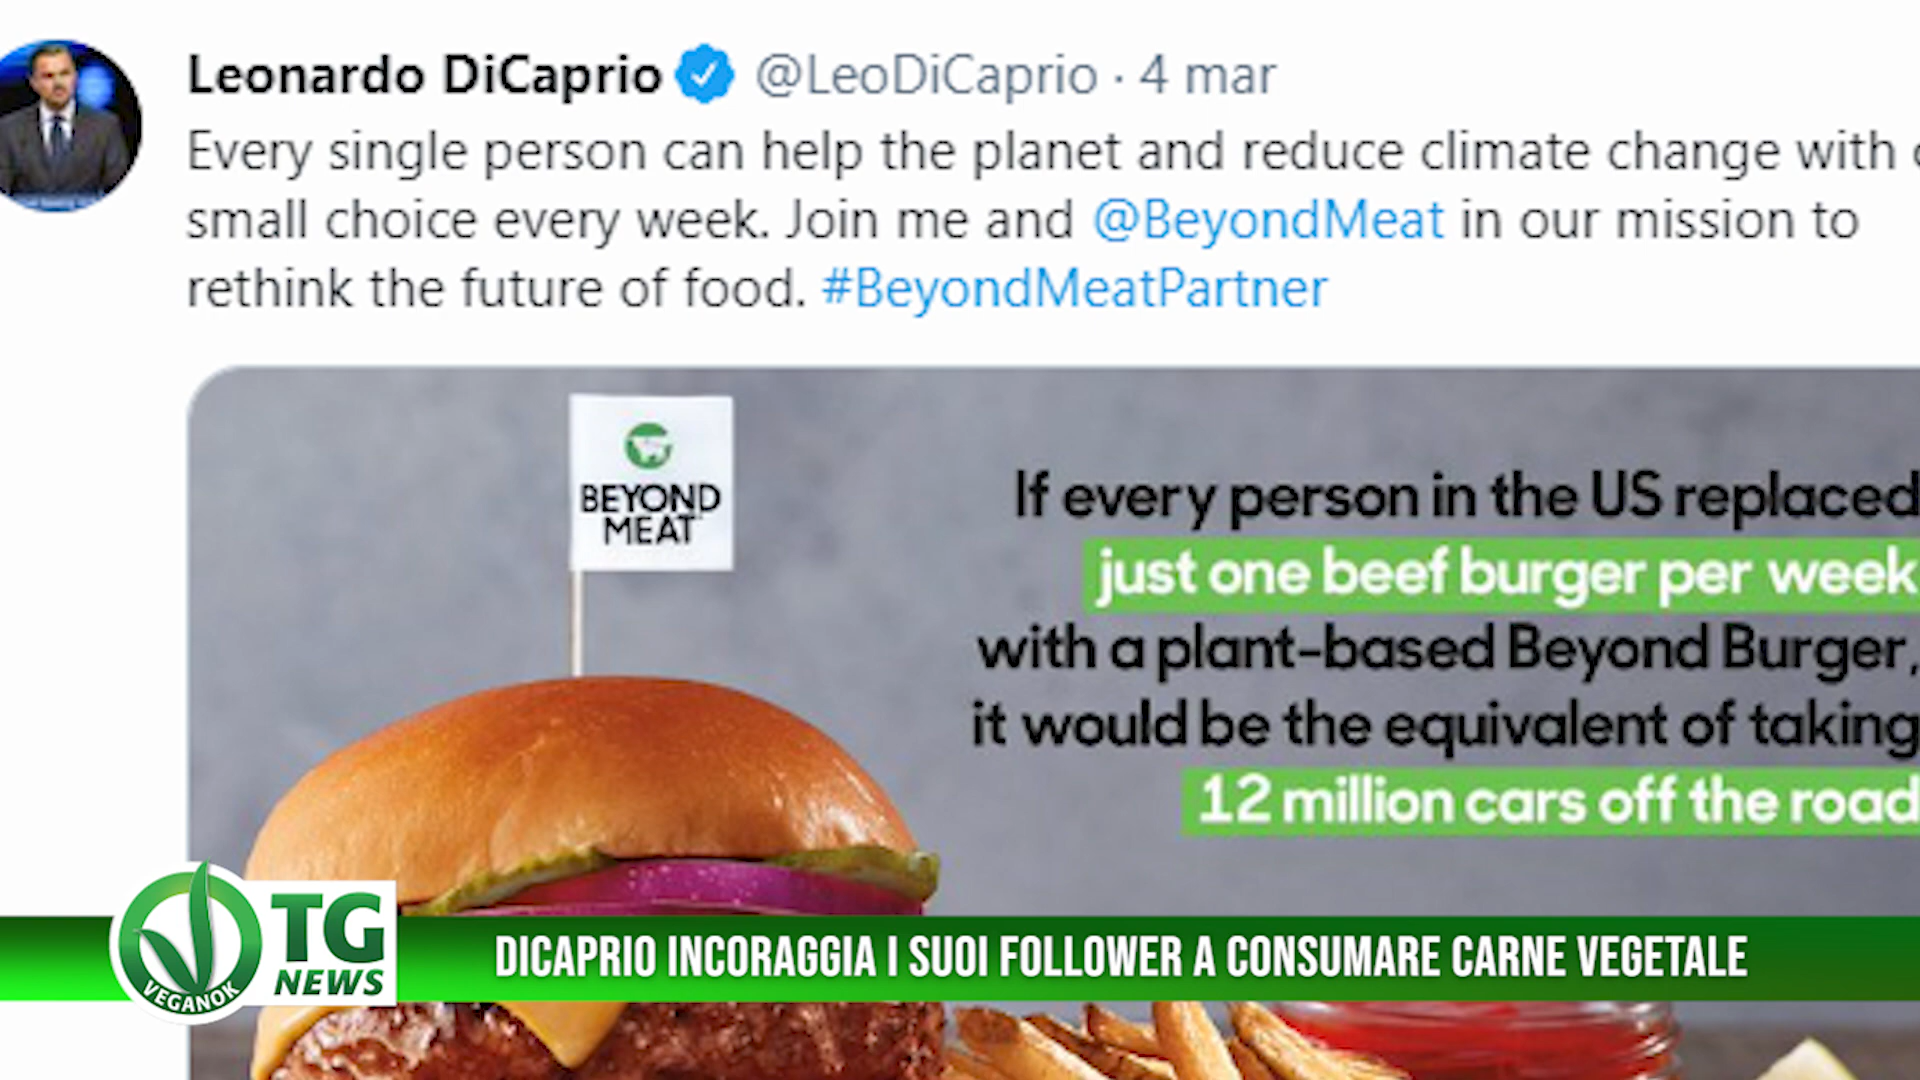 Leonardo DiCaprio @LeoDiCaprio · 4 mar
Every single person can help the planet and reduce climate change with
small choice every week. Join me and @BeyondMeat in our mission to
rethink the future of food. #BeyondMeatPartner
BEYOND
MEAT
If every person in the US replaced
just one beef burger per week
with a plant-based Beyond Burger,
it would be the equivalent of taking
12 million cars off the road
VEGANOK
TG
NEWS
DICAPRIO INCORAGGIA I SUOI FOLLOWER A CONSUMARE CARNE VEGETALE